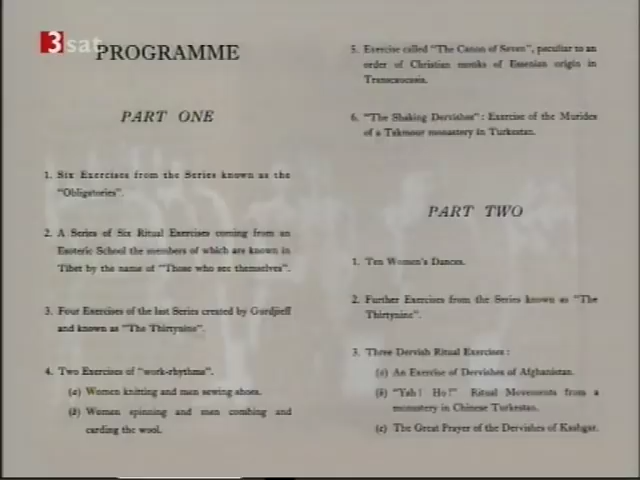 3sat
PROGRAMME
PART ONE
1. Six Exercises from the Series known as the
"Obligatories".
2. A Series of Six Ritual Exercises coming from an
Esoteric School the members of which are known in
Tibet by the name of "Those who see themselves".
3. Four Exercises of the last Series created by Gurdjieff
and known as "The Thirtynine".
4. Two Exercises of "work-rhythms".
(a) Women knitting and men sewing shoes.
(b) Women spinning and men combing and
carding the wool.
5. Exercise called "The Canon of Seven", peculiar to an
order of Christian monks of Essenian origin in
Transcaucasia.
6. "The Shaking Dervishes" : Exercise of the Murides
of a monastery in Turkestan.
PART TWO
1. Ten Women's Dances.
2. Further Exercises from the Series known as "The
Thirtynine".
3. Three Dervish Ritual Exercises :
(a) An Exercise of Dervishes of Afghanistan.
(b) "Yah ! Ho !" Ritual Movements from a
monastery in Chinese Turkestan.
(c) The Great Prayer of the Dervishes of Kashgar.